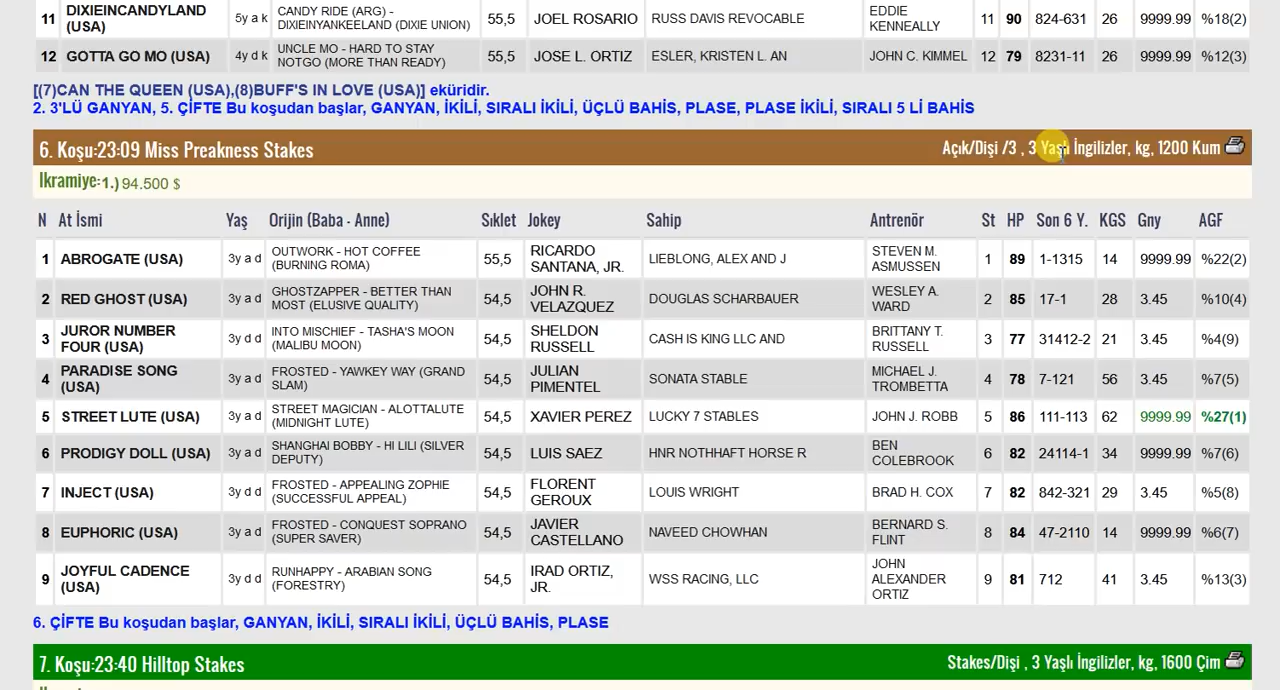 11 DIXIEINCANDYLAND (USA) 5y a k CANDY RIDE (ARG) - DIXIEINYANKEELAND (DIXIE UNION) 55,5 JOEL ROSARIO RUSS DAVIS REVOCABLE EDDIE KENNEALLY 11 90 824-631 26 9999.99 %18(2)
12 GOTTA GO MO (USA) 4y d k UNCLE MO - HARD TO STAY NOTGO (MORE THAN READY) 55,5 JOSE L. ORTIZ ESLER, KRISTEN L. AN JOHN C. KIMMEL 12 79 8231-11 26 9999.99 %12(3)
[(7)CAN THE QUEEN (USA),(8)BUFF'S IN LOVE (USA)] eküridir.
2. 3'LÜ GANYAN, 5. ÇİFTE Bu koşudan başlar, GANYAN, İKİLİ, SIRALI İKİLİ, ÜÇLÜ BAHİS, PLASE, PLASE İKİLİ, SIRALI 5 Lİ BAHİS
6. Koşu:23:09 Miss Preakness Stakes Açık/Dişi /3 , 3 Yaşlı İngilizler, kg, 1200 Kum
İkramiye:1.) 94.500 $
N At İsmi Yaş Orijin (Baba - Anne) Sıklet Jokey Sahip Antrenör St HP Son 6 Y. KGS Gny AGF
1 ABROGATE (USA) 3y a d OUTWORK - HOT COFFEE (BURNING ROMA) 55,5 RICARDO SANTANA, JR. LIEBLONG, ALEX AND J STEVEN M. ASMUSSEN 1 89 1-1315 14 9999.99 %22(2)
2 RED GHOST (USA) 3y a d GHOSTZAPPER - BETTER THAN MOST (ELUSIVE QUALITY) 54,5 JOHN R. VELAZQUEZ DOUGLAS SCHARBAUER WESLEY A. WARD 2 85 17-1 28 3.45 %10(4)
3 JUROR NUMBER FOUR (USA) 3y d d INTO MISCHIEF - TASHA'S MOON (MALIBU MOON) 54,5 SHELDON RUSSELL CASH IS KING LLC AND BRITTANY T. RUSSELL 3 77 31412-2 21 3.45 %4(9)
4 PARADISE SONG (USA) 3y a d FROSTED - YAWKEY WAY (GRAND SLAM) 54,5 JULIAN PIMENTEL SONATA STABLE MICHAEL J. TROMBETTA 4 78 7-121 56 3.45 %7(5)
5 STREET LUTE (USA) 3y a d STREET MAGICIAN - ALOTTALUTE (MIDNIGHT LUTE) 54,5 XAVIER PEREZ LUCKY 7 STABLES JOHN J. ROBB 5 86 111-113 62 9999.99 %27(1)
6 PRODIGY DOLL (USA) 3y a d SHANGHAI BOBBY - HI LILI (SILVER DEPUTY) 54,5 LUIS SAEZ HNR NOTHHAFT HORSE R BEN COLEBROOK 6 82 24114-1 34 9999.99 %7(6)
7 INJECT (USA) 3y d d FROSTED - APPEALING ZOPHIE (SUCCESSFUL APPEAL) 54,5 FLORENT GEROUX LOUIS WRIGHT BRAD H. COX 7 82 842-321 29 3.45 %5(8)
8 EUPHORIC (USA) 3y a d FROSTED - CONQUEST SOPRANO (SUPER SAVER) 54,5 JAVIER CASTELLANO NAVEED CHOWHAN BERNARD S. FLINT 8 84 47-2110 14 9999.99 %6(7)
9 JOYFUL CADENCE (USA) 3y d d RUNHAPPY - ARABIAN SONG (FORESTRY) 54,5 IRAD ORTIZ, JR. WSS RACING, LLC JOHN ALEXANDER ORTIZ 9 81 712 41 3.45 %13(3)
6. ÇİFTE Bu koşudan başlar, GANYAN, İKİLİ, SIRALI İKİLİ, ÜÇLÜ BAHİS, PLASE
7. Koşu:23:40 Hilltop Stakes Stakes/Dişi , 3 Yaşlı İngilizler, kg, 1600 Çim